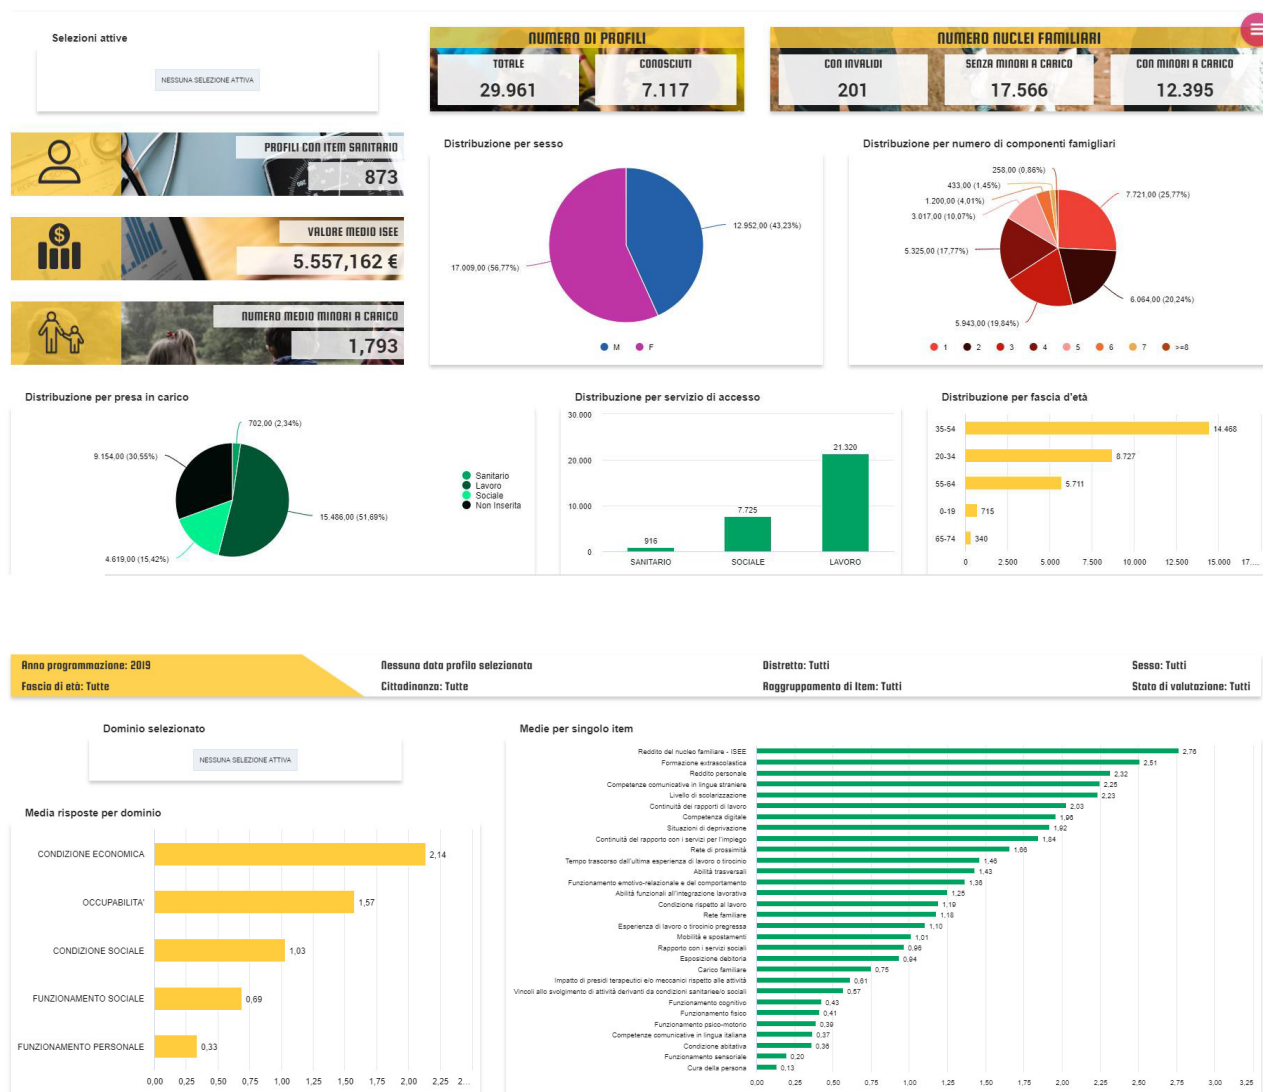 Selezioni attive
NESSUNA SELEZIONE ATTIVA
NUMERO DI PROFILI
TOTALE
29.961
CONOSCIUTI
7.117
NUMERO NUCLEI FAMILIARI
CON INVALIDI
201
SENZA MINORI A CARICO
17.566
CON MINORI A CARICO
12.395
PROFILI CON ITEM SANITARIO
873
VALORE MEDIO ISEE
5.557,162 €
NUMERO MEDIO MINORI A CARICO
1,793
Distribuzione per sesso
12.952,00 (43,23%)
17.009,00 (56,77%)
M F
Distribuzione per numero di componenti famigliari
258,00 (0,86%)
433,00 (1,45%)
1.200,00 (4,01%)
3.017,00 (10,07%)
5.325,00 (17,77%)
5.943,00 (19,84%)
6.064,00 (20,24%)
7.721,00 (25,77%)
1 2 3 4 5 6 7 >=8
Distribuzione per presa in carico
702,00 (2,34%)
9.154,00 (30,55%)
15.486,00 (51,69%)
4.619,00 (15,42%)
Sanitario
Lavoro
Sociale
Non Inserita
Distribuzione per servizio di accesso
30.000
20.000
10.000
0
916
7.725
21.320
SANITARIO SOCIALE LAVORO
Distribuzione per fascia d'età
35-54 14.468
20-34 8.727
55-64 5.711
0-19 715
65-74 340
0 2.500 5.000 7.500 10.000 12.500 15.000 17....
Anno programmazione: 2019
Fascia di età: Tutte
Nessuna data profilo selezionata
Cittadinanza: Tutte
Distretto: Tutti
Raggruppamento di Item: Tutti
Sesso: Tutti
Stato di valutazione: Tutti
Dominio selezionato
NESSUNA SELEZIONE ATTIVA
Media risposte per dominio
CONDIZIONE ECONOMICA 2,14
OCCUPABILITA' 1,57
CONDIZIONE SOCIALE 1,03
FUNZIONAMENTO SOCIALE 0,69
FUNZIONAMENTO PERSONALE 0,33
0,00 0,25 0,50 0,75 1,00 1,25 1,50 1,75 2,00 2,25 2...
Medie per singolo item
Reddito del nucleo familiare - ISEE 2,76
Formazione extrascolastica 2,51
Reddito personale 2,32
Competenze comunicative in lingue straniere 2,25
Livello di scolarizzazione 2,23
Continuità dei rapporti di lavoro 2,03
Competenza digitale 1,96
Situazioni di deprivazione 1,92
Continuità del rapporto con i servizi per l'impiego 1,84
Rete di prossimità 1,66
Tempo trascorso dall'ultima esperienza di lavoro o tirocinio 1,46
Abilità trasversali 1,43
Funzionamento emotivo-relazionale e del comportamento 1,36
Abilità funzionali all'integrazione lavorativa 1,25
Condizione rispetto al lavoro 1,19
Rete familiare 1,18
Esperienza di lavoro o tirocinio pregressa 1,10
Mobilità e spostamenti 1,01
Rapporto con i servizi sociali 0,96
Esposizione debitoria 0,94
Carico familiare 0,75
Impatto di presidi terapeutici e/o meccanici rispetto alle attività 0,61
Vincoli allo svolgimento di attività derivanti da condizioni sanitariee/o sociali 0,57
Funzionamento cognitivo 0,43
Funzionamento fisico 0,41
Funzionamento psico-motorio 0,39
Competenze comunicative in lingua italiana 0,37
Condizione abitativa 0,36
Funzionamento sensoriale 0,20
Cura della persona 0,13
0,00 0,25 0,50 0,75 1,00 1,25 1,50 1,75 2,00 2,25 2,50 2,75 3,00 3,25